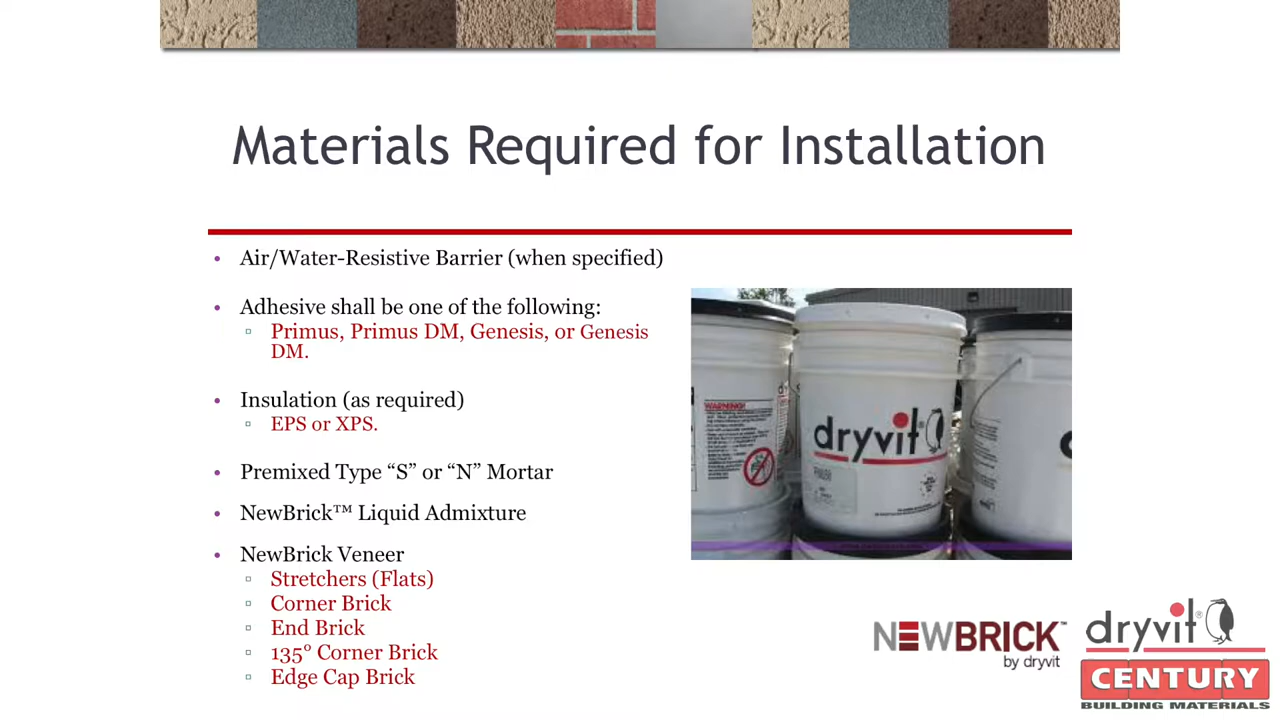 Materials Required for Installation
• Air/Water-Resistive Barrier (when specified)
• Adhesive shall be one of the following:
▫ Primus, Primus DM, Genesis, or Genesis
DM.
• Insulation (as required)
▫ EPS or XPS.
• Premixed Type “S” or “N” Mortar
• NewBrick™ Liquid Admixture
• NewBrick Veneer
▫ Stretchers (Flats)
▫ Corner Brick
▫ End Brick
▫ 135° Corner Brick
▫ Edge Cap Brick
WARNING!
dryvit®
NEWBRICK™
by dryvit
dryvit®
CENTURY
BUILDING MATERIALS